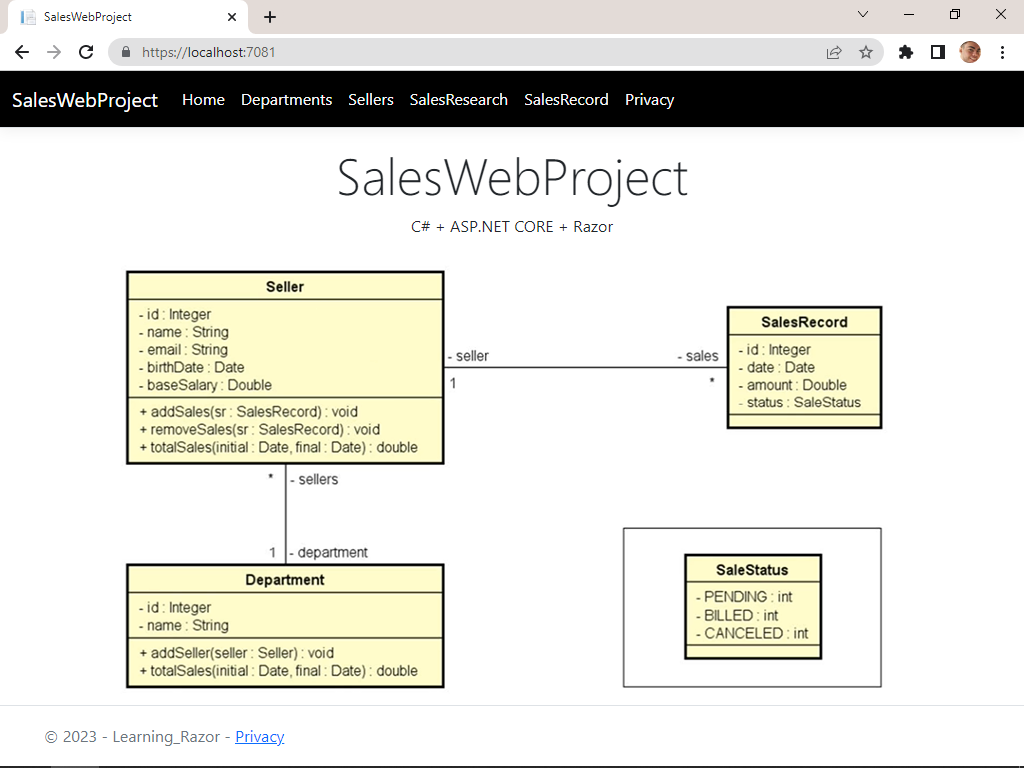 SalesWebProject
https://localhost:7081
SalesWebProject Home Departments Sellers SalesResearch SalesRecord Privacy
SalesWebProject
C# + ASP.NET CORE + Razor
Seller
- id : Integer
- name : String
- email : String
- birthDate : Date
- baseSalary : Double
+ addSales(sr : SalesRecord) : void
+ removeSales(sr : SalesRecord) : void
+ totalSales(initial : Date, final : Date) : double
- seller
1
- sales
*
SalesRecord
- id : Integer
- date : Date
- amount : Double
- status : SaleStatus
* - sellers
1 - department
Department
- id : Integer
- name : String
+ addSeller(seller : Seller) : void
+ totalSales(initial : Date, final : Date) : double
SaleStatus
- PENDING : int
- BILLED : int
- CANCELED : int
© 2023 - Learning_Razor - Privacy